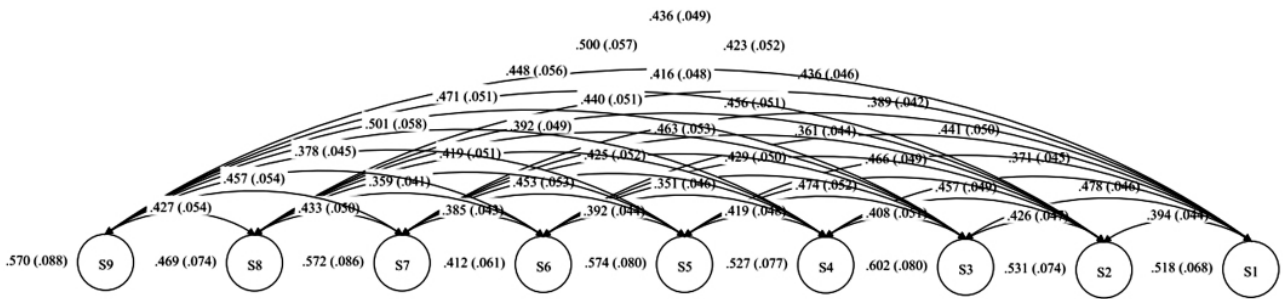 .436 (.049)
.500 (.057) .423 (.052)
.448 (.056) .416 (.048) .436 (.046)
.471 (.051) .440 (.051) .456 (.051) .389 (.042)
.501 (.058) .392 (.049) .463 (.053) .361 (.044) .441 (.050)
.378 (.045) .419 (.051) .425 (.052) .429 (.050) .466 (.049) .371 (.045)
.457 (.054) .359 (.041) .453 (.053) .351 (.046) .474 (.052) .457 (.049) .478 (.046)
.427 (.054) .433 (.050) .385 (.043) .392 (.044) .419 (.048) .408 (.051) .426 (.047) .394 (.044)
.570 (.088) S9 .469 (.074) S8 .572 (.086) S7 .412 (.061) S6 .574 (.080) S5 .527 (.077) S4 .602 (.080) S3 .531 (.074) S2 .518 (.068) S1